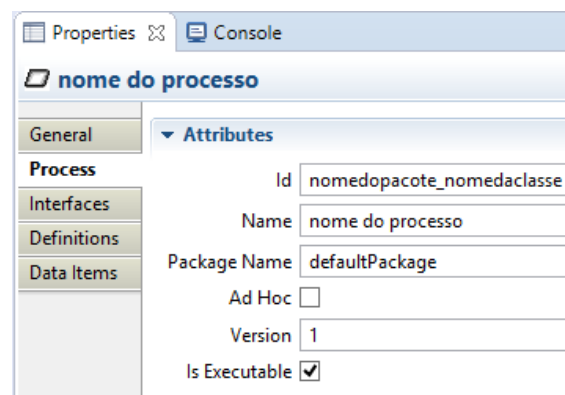 Properties Console
nome do processo
General
Process
Interfaces
Definitions
Data Items
Attributes
Id nomedopacote_nomedaclasse
Name nome do processo
Package Name defaultPackage
Ad Hoc
Version 1
Is Executable